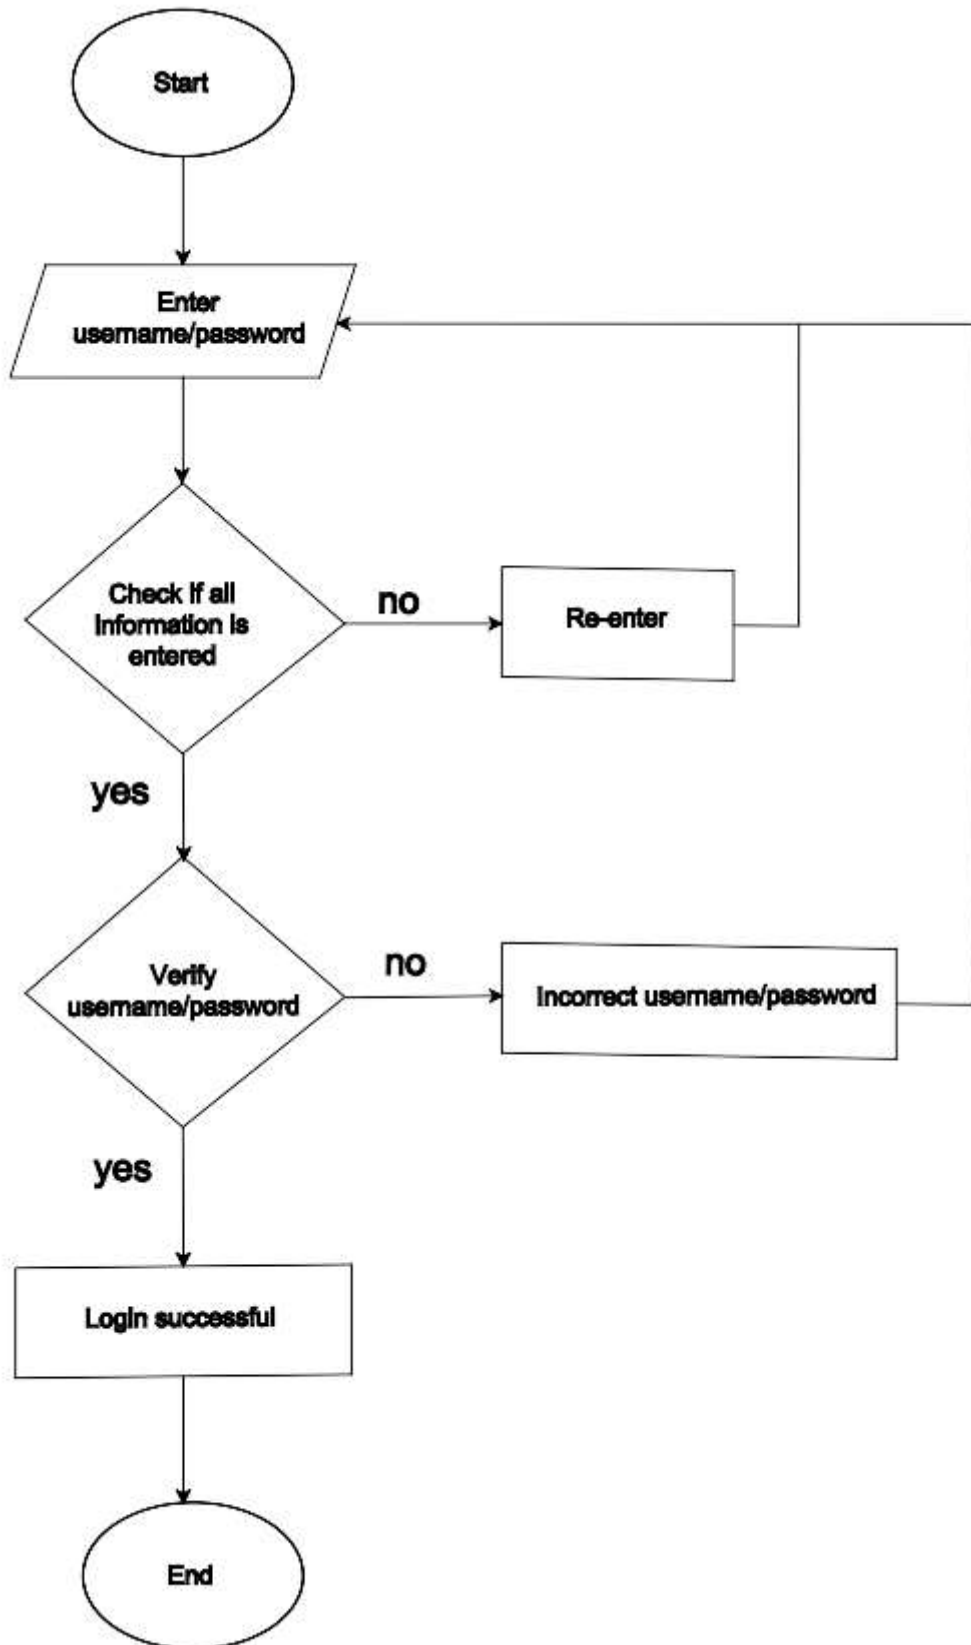 Start
Enter
username/password
Check if all
information is
entered
no
Re-enter
yes
Verify
username/password
no
Incorrect username/password
yes
Login successful
End